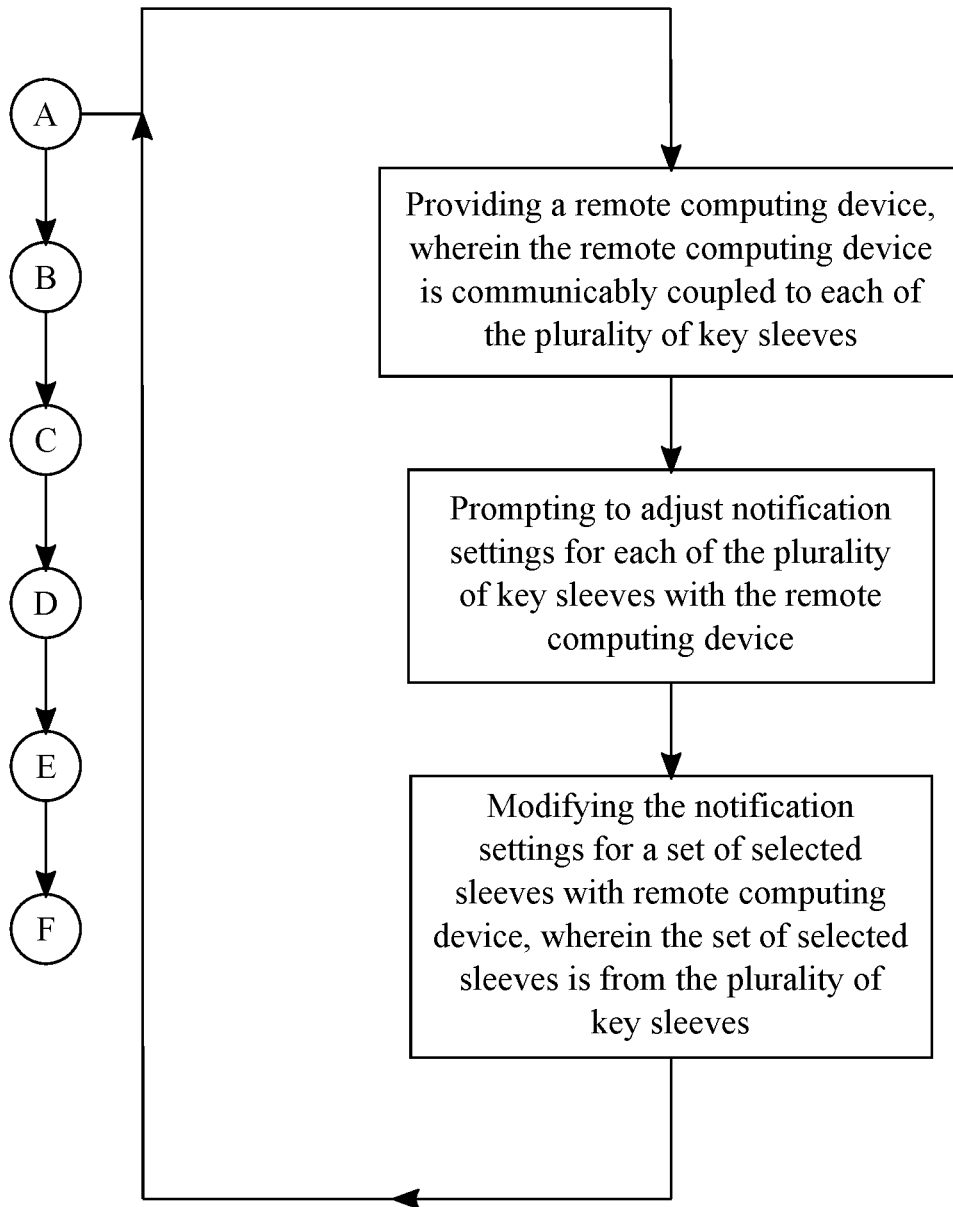 A
B
C
D
E
F
Providing a remote computing device,
wherein the remote computing device
is communicably coupled to each of
the plurality of key sleeves
Prompting to adjust notification
settings for each of the plurality
of key sleeves with the remote
computing device
Modifying the notification
settings for a set of selected
sleeves with remote computing
device, wherein the set of selected
sleeves is from the plurality of
key sleeves